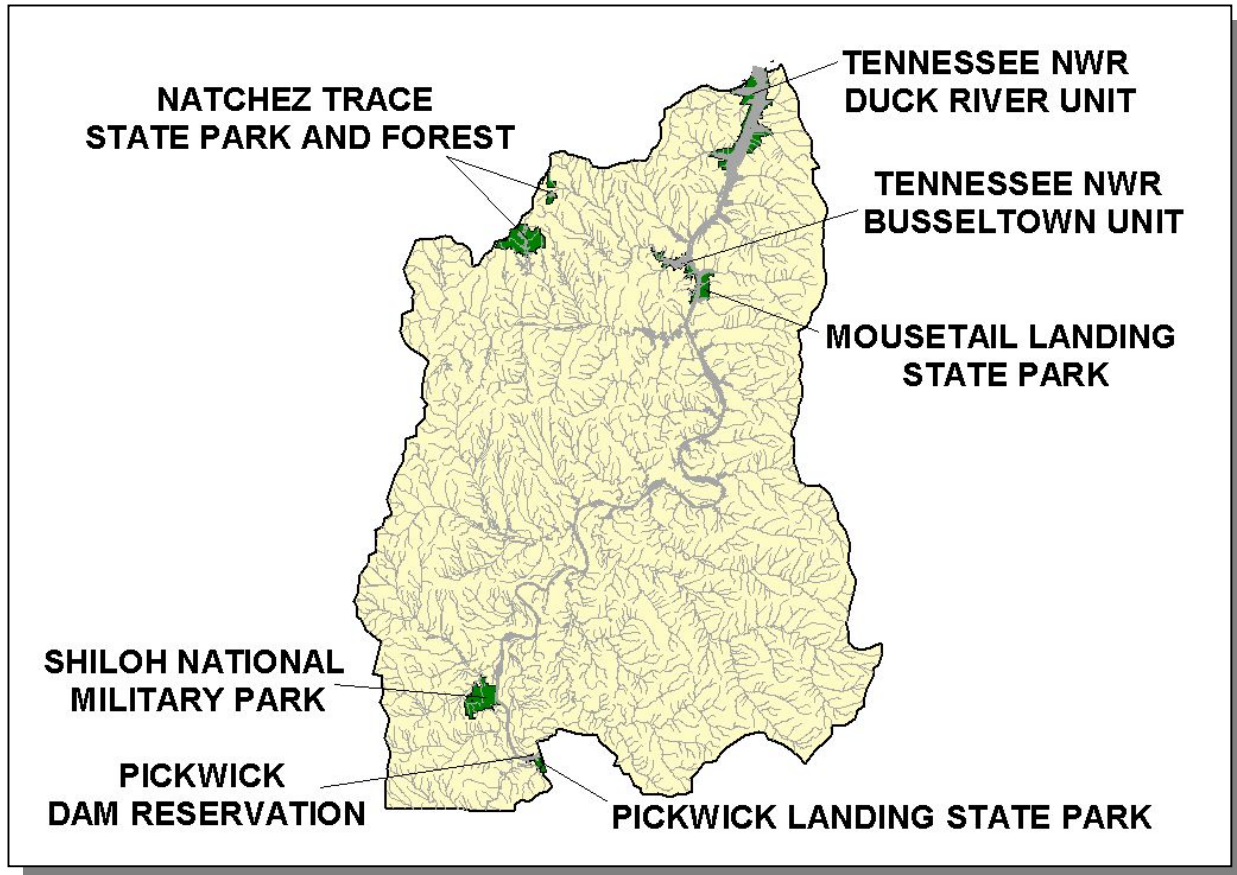 NATCHEZ TRACE
STATE PARK AND FOREST
TENNESSEE NWR
DUCK RIVER UNIT
TENNESSEE NWR
BUSSELTOWN UNIT
MOUSETAIL LANDING
STATE PARK
SHILOH NATIONAL
MILITARY PARK
PICKWICK
DAM RESERVATION
PICKWICK LANDING STATE PARK